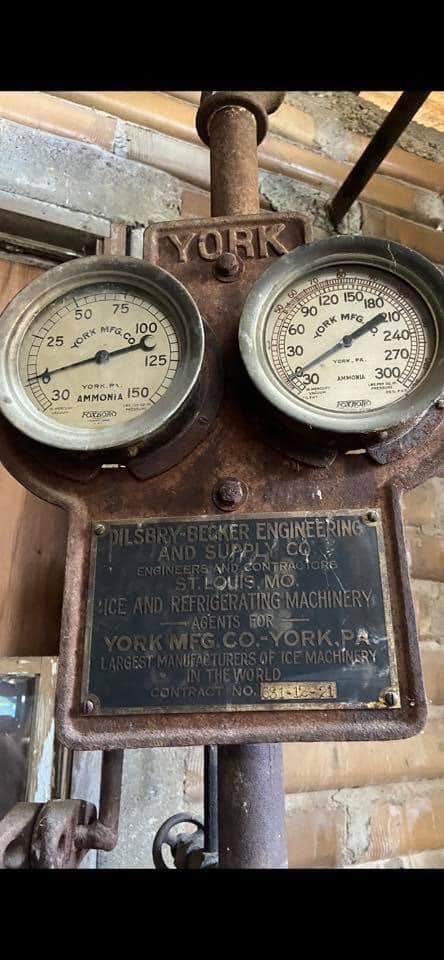 YORK
50 75
25 100
125
YORK MFG.CO.
0
YORK, PA.
AMMONIA
30 150
FOXBORO
120 150 180
90 210
60 240
30 270
30 300
YORK MFG.CO.
YORK, PA.
AMMONIA
FOXBORO
PILSBRY-BECKER ENGINEERING
AND SUPPLY CO
ENGINEERS AND CONTRACTORS
ST. LOUIS, MO.
ICE AND REFRIGERATING MACHINERY
AGENTS FOR
YORK MFG. CO.-YORK, PA.
LARGEST MANUFACTURERS OF ICE MACHINERY
IN THE WORLD
CONTRACT NO.